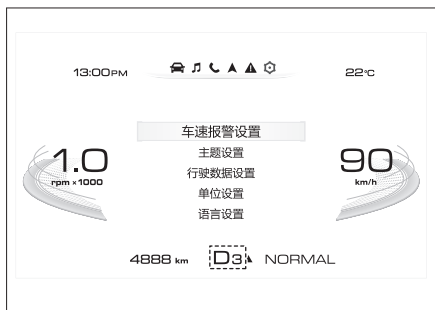 13:00PM 22°C
车速报警设置
主题设置
1.0 行驶数据设置 90
rpm×1000 单位设置 km/h
语言设置
4888 km D3 NORMAL